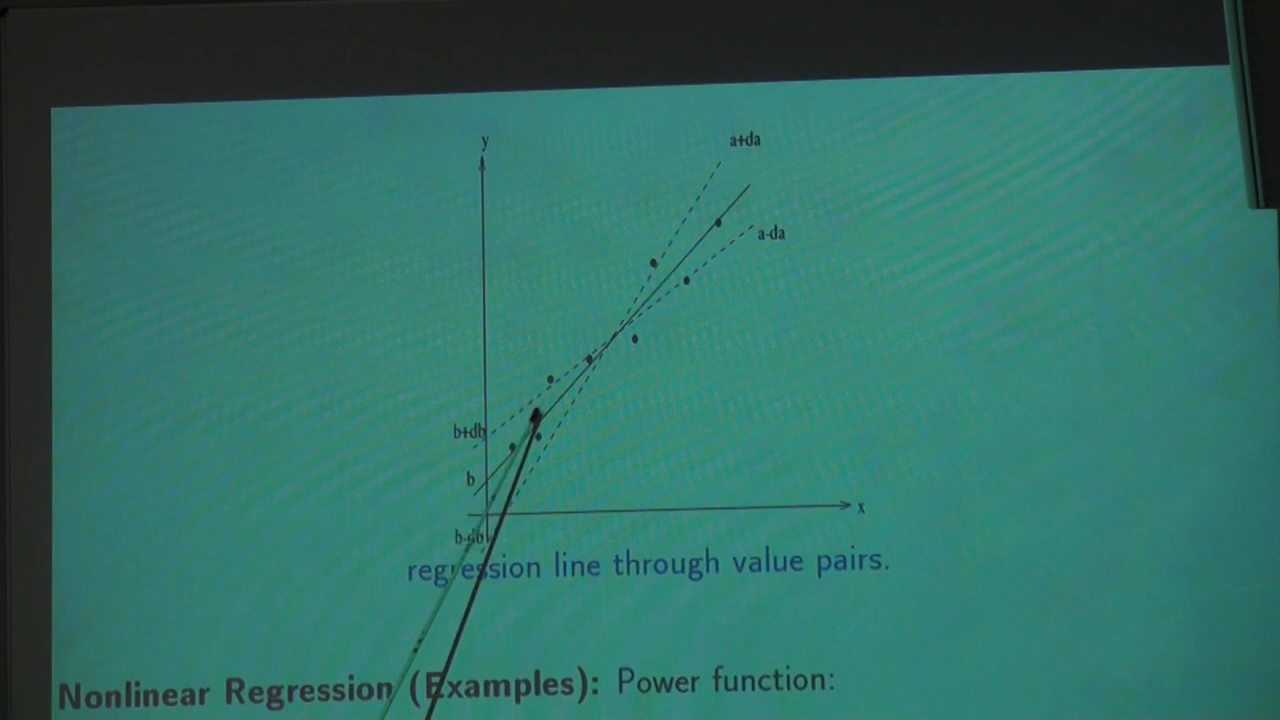 y
a+da
a-da
b+db
b
x
b-db
regression line through value pairs.
Nonlinear Regression (Examples): Power function: